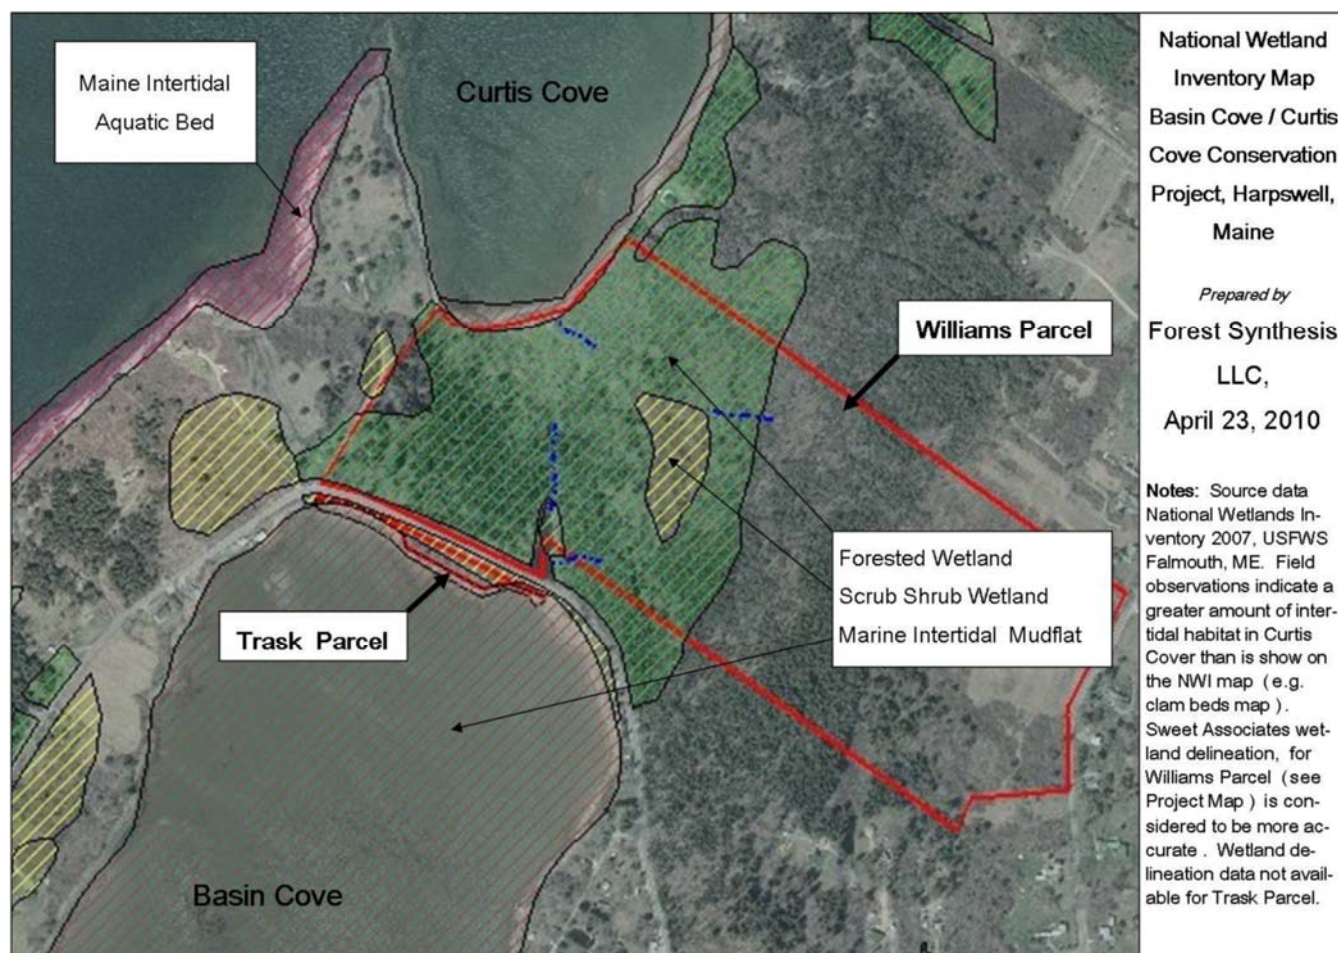 Maine Intertidal
Aquatic Bed
Curtis Cove
Williams Parcel
Forested Wetland
Scrub Shrub Wetland
Marine Intertidal Mudflat
Trask Parcel
Basin Cove
National Wetland
Inventory Map
Basin Cove / Curtis
Cove Conservation
Project, Harpswell,
Maine
Prepared by
Forest Synthesis
LLC,
April 23, 2010
Notes: Source data
National Wetlands In-
ventory 2007, USFWS
Falmouth, ME. Field
observations indicate a
greater amount of inter-
tidal habitat in Curtis
Cover than is show on
the NWI map ( e.g.
clam beds map ).
Sweet Associates wet-
land delineation, for
Williams Parcel ( see
Project Map ) is con-
sidered to be more ac-
curate . Wetland de-
lineation data not avail-
able for Trask Parcel.